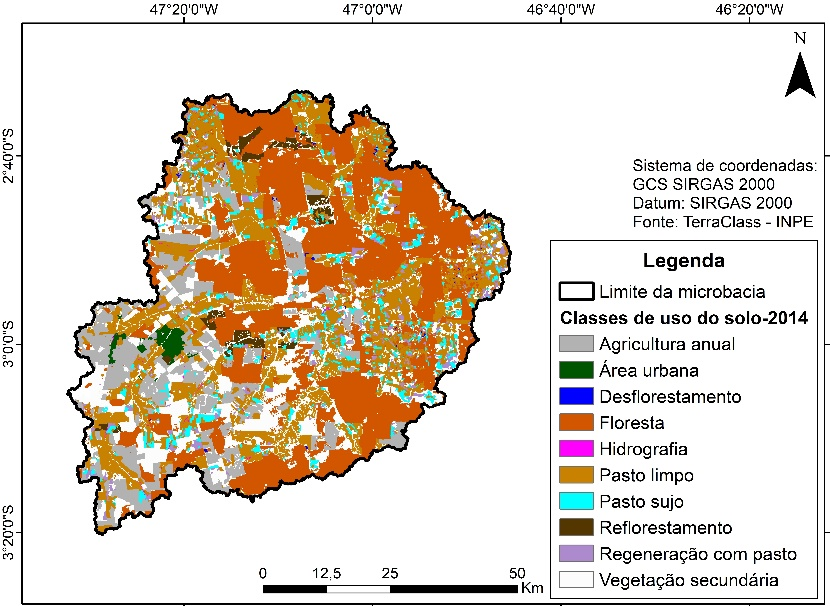 47°20'0"W 47°0'0"W 46°40'0"W 46°20'0"W
N
2°40'0"S
3°0'0"S
3°20'0"S
Sistema de coordenadas:
GCS SIRGAS 2000
Datum: SIRGAS 2000
Fonte: TerraClass - INPE
Legenda
Limite da microbacia
Classes de uso do solo-2014
Agricultura anual
Área urbana
Desflorestamento
Floresta
Hidrografia
Pasto limpo
Pasto sujo
Reflorestamento
Regeneração com pasto
Vegetação secundária
0 12,5 25 50
Km